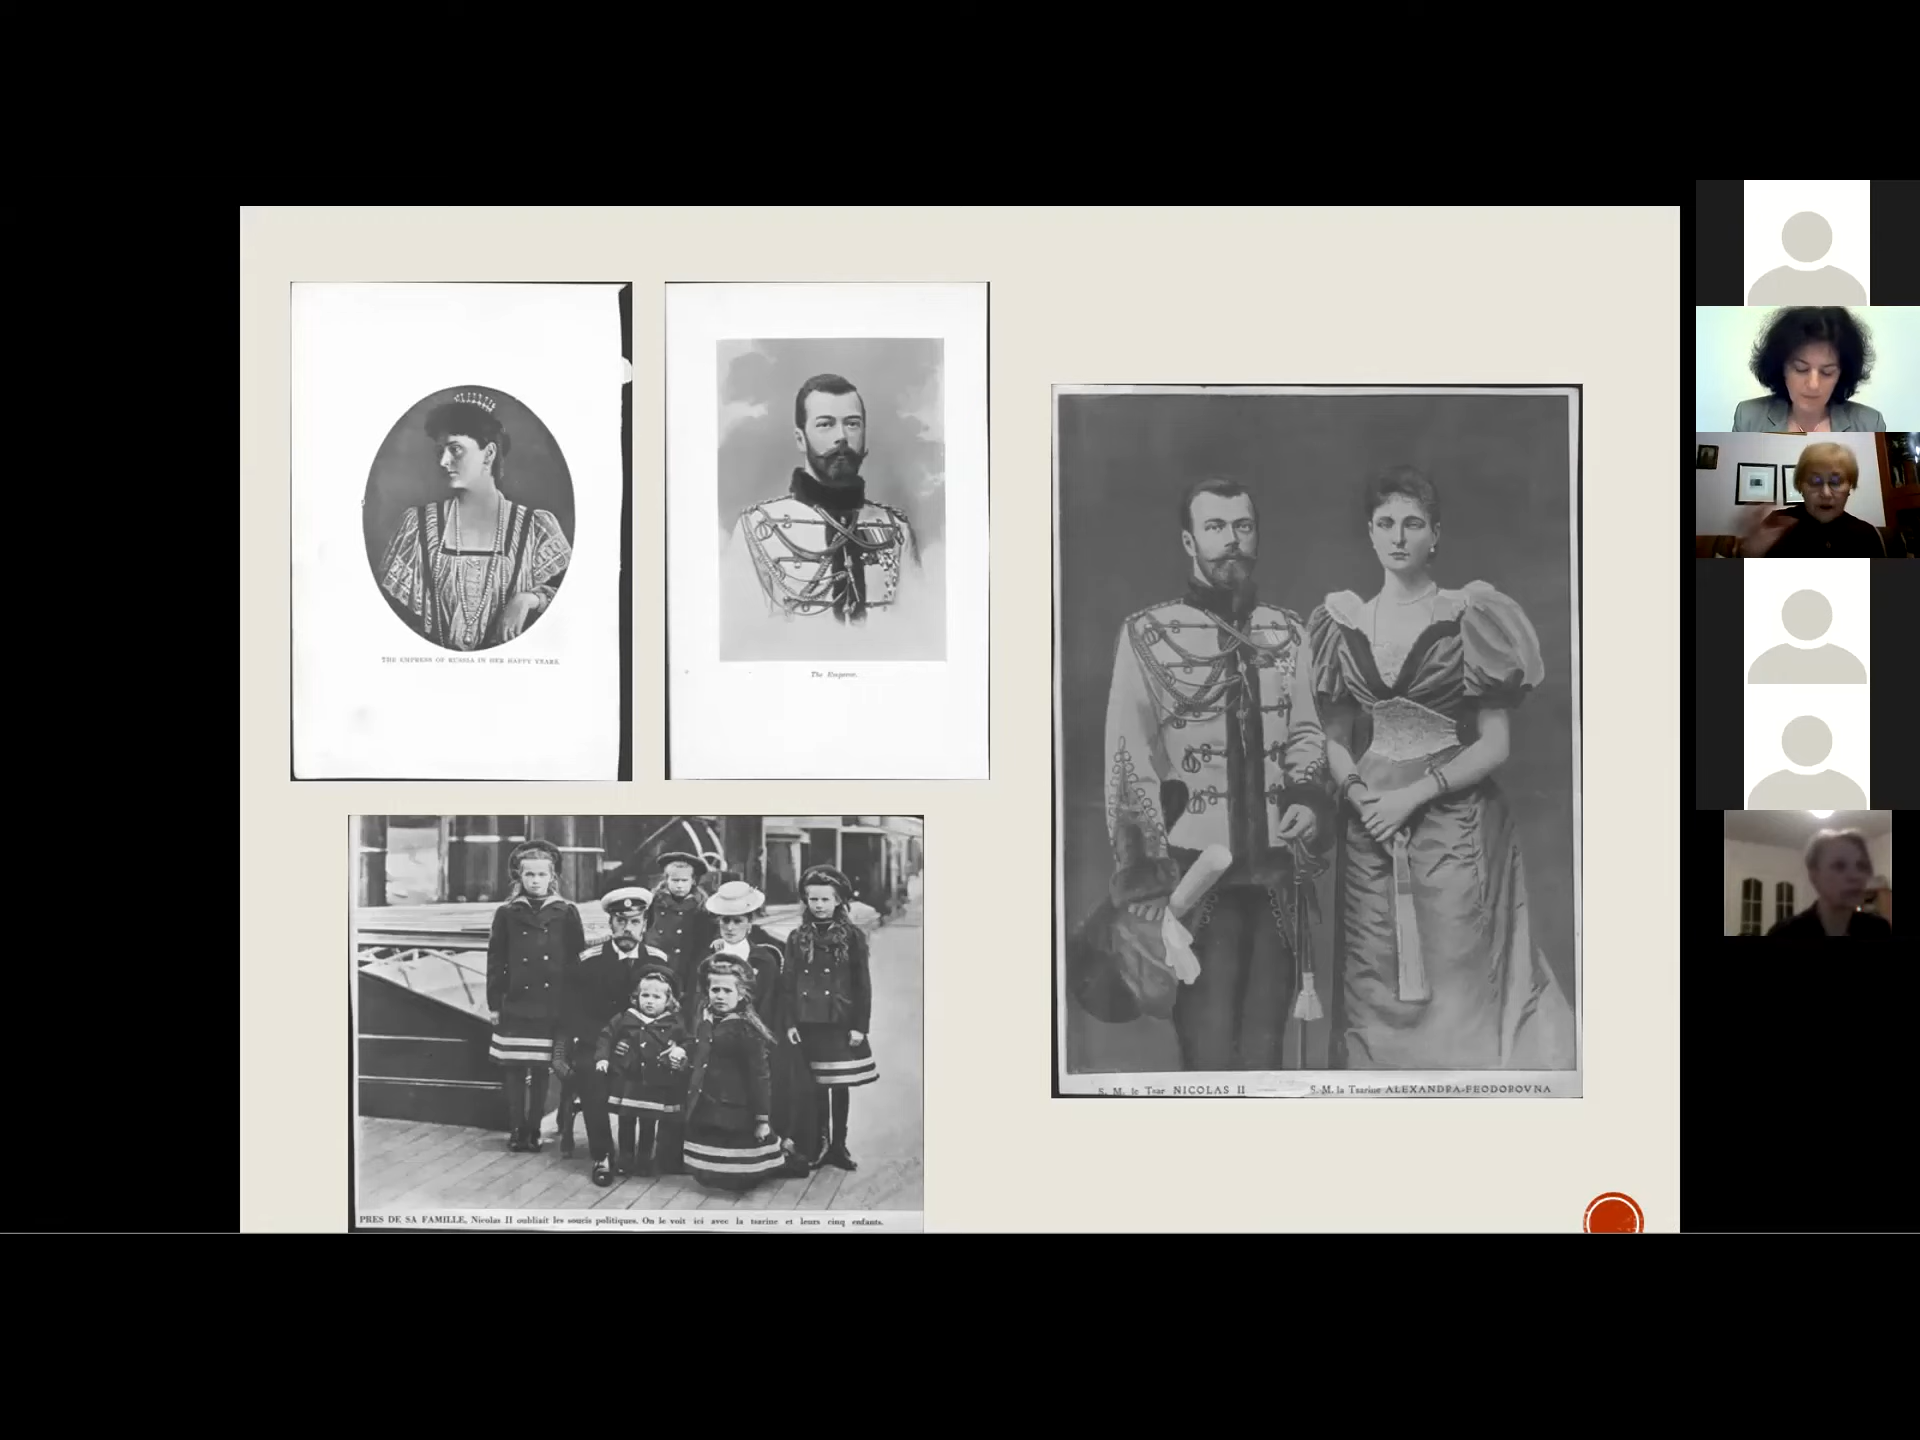 THE EMPRESS OF RUSSIA IN HER HAPPY YEARS.
The Emperor.
S. M. le Tsar NICOLAS II S. M. la Tsarine ALEXANDRA-FEODOROVNA
PRES DE SA FAMILLE, Nicolas II oubliait les soucis politiques. On le voit ici avec la tsarine et leurs cinq enfants.